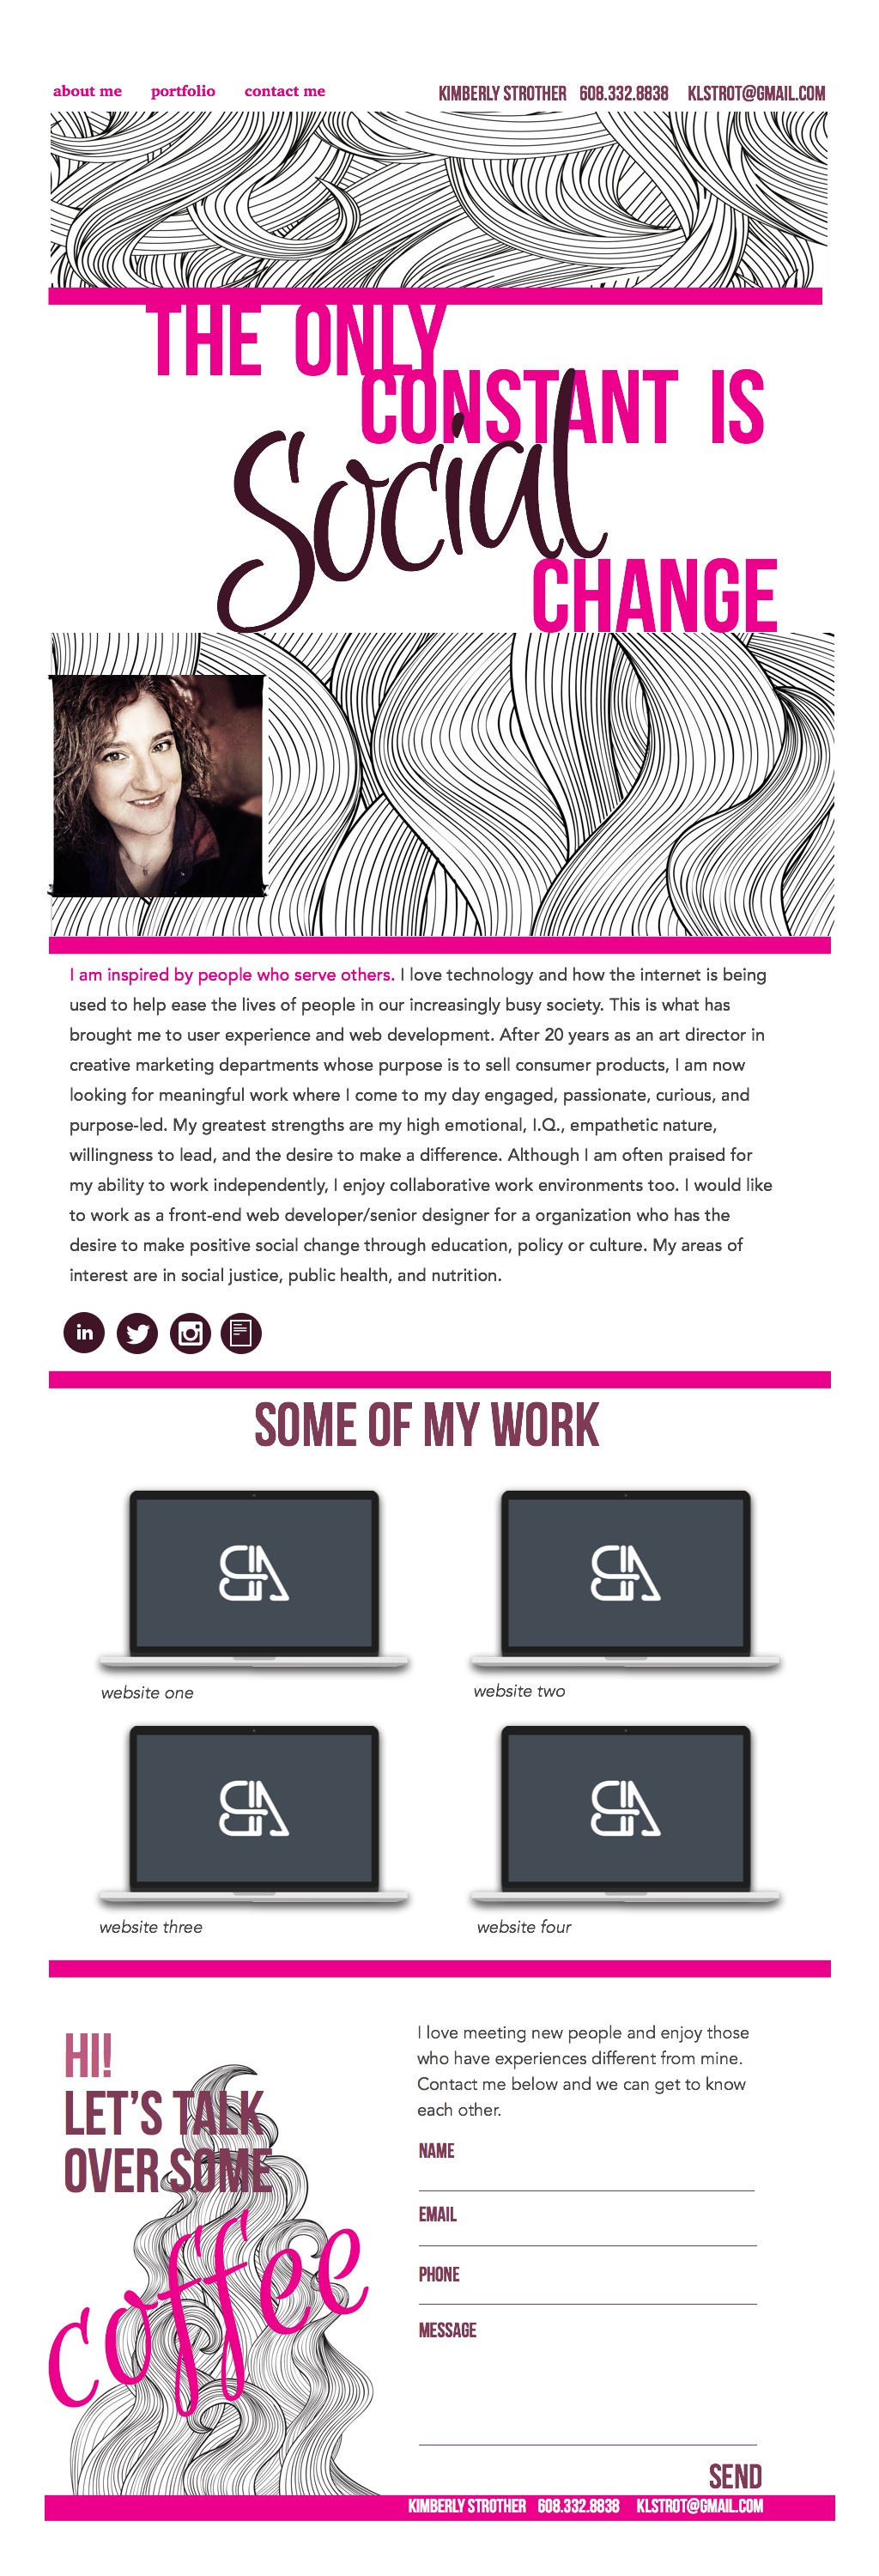 about me portfolio contact me KIMBERLY STROTHER 608.332.8838 KLSTROT@GMAIL.COM
THE ONLY
CONSTANT IS
Social
CHANGE
I am inspired by people who serve others. I love technology and how the internet is being
used to help ease the lives of people in our increasingly busy society. This is what has
brought me to user experience and web development. After 20 years as an art director in
creative marketing departments whose purpose is to sell consumer products, I am now
looking for meaningful work where I come to my day engaged, passionate, curious, and
purpose-led. My greatest strengths are my high emotional, I.Q., empathetic nature,
willingness to lead, and the desire to make a difference. Although I am often praised for
my ability to work independently, I enjoy collaborative work environments too. I would like
to work as a front-end web developer/senior designer for a organization who has the
desire to make positive social change through education, policy or culture. My areas of
interest are in social justice, public health, and nutrition.
in
SOME OF MY WORK
website one
website two
website three
website four
HI!
LET'S TALK
OVER SOME
coffee
I love meeting new people and enjoy those
who have experiences different from mine.
Contact me below and we can get to know
each other.
NAME
EMAIL
PHONE
MESSAGE
SEND
KIMBERLY STROTHER 608.332.8838 KLSTROT@GMAIL.COM